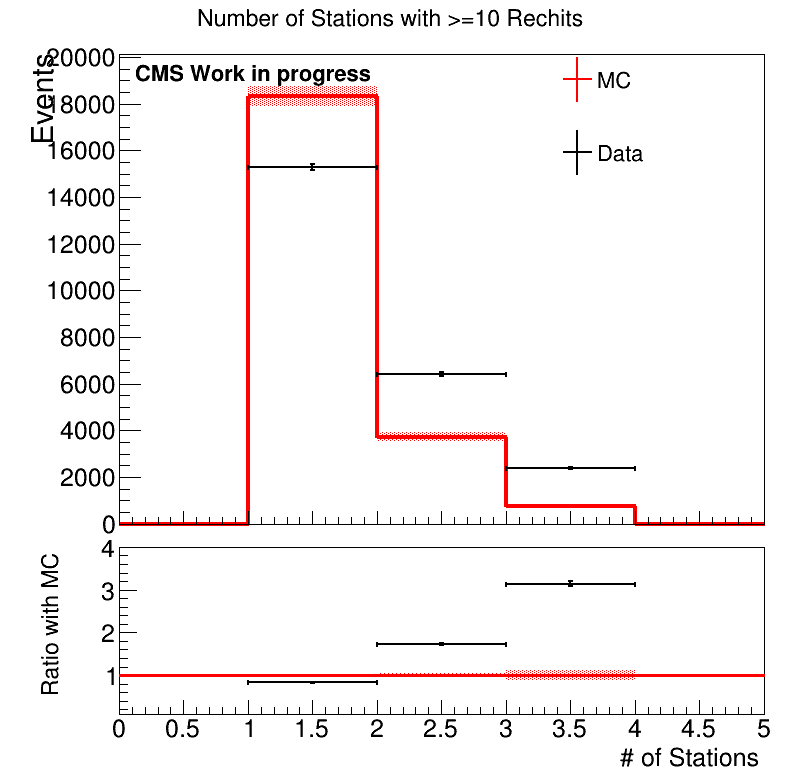 Number of Stations with >=10 Rechits
Events
CMS Work in progress
MC
Data
20000
18000
16000
14000
12000
10000
8000
6000
4000
2000
0
Ratio with MC
4
3
2
1
0 0.5 1 1.5 2 2.5 3 3.5 4 4.5 5
# of Stations